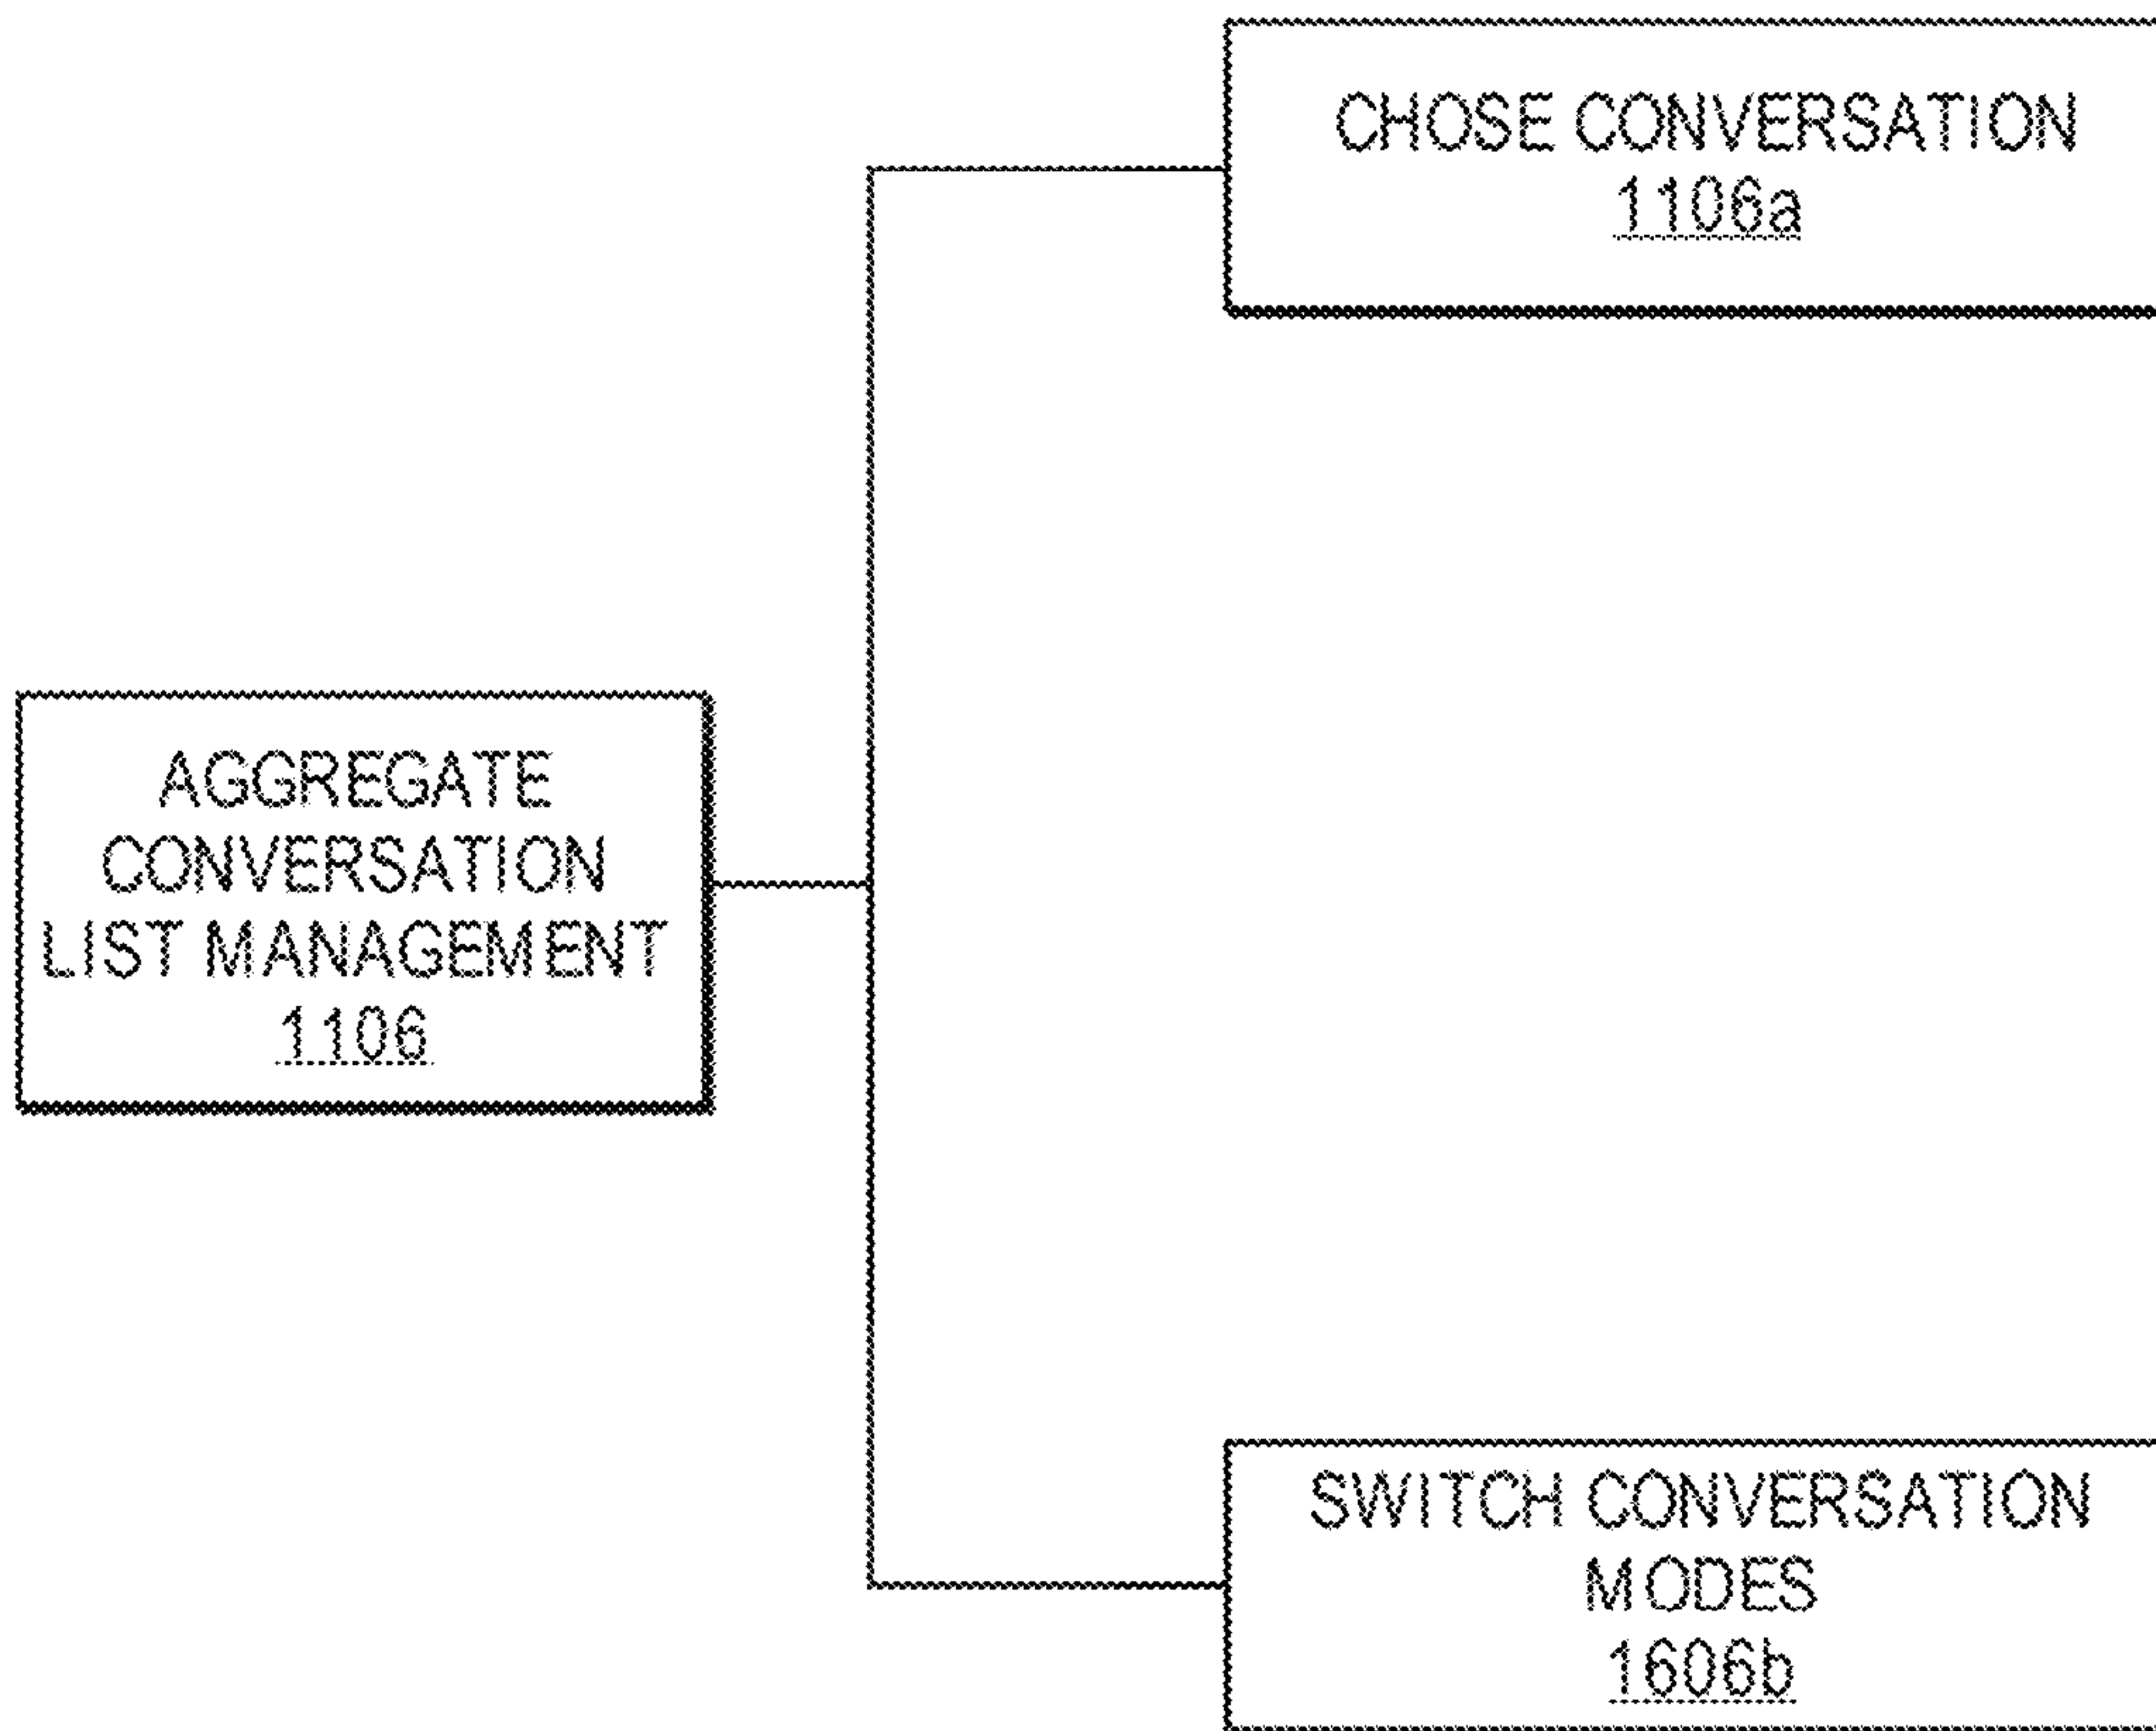 CHOSE CONVERSATION
1106a
AGGREGATE
CONVERSATION
LIST MANAGEMENT
1106
SWITCH CONVERSATION
MODES
1606b